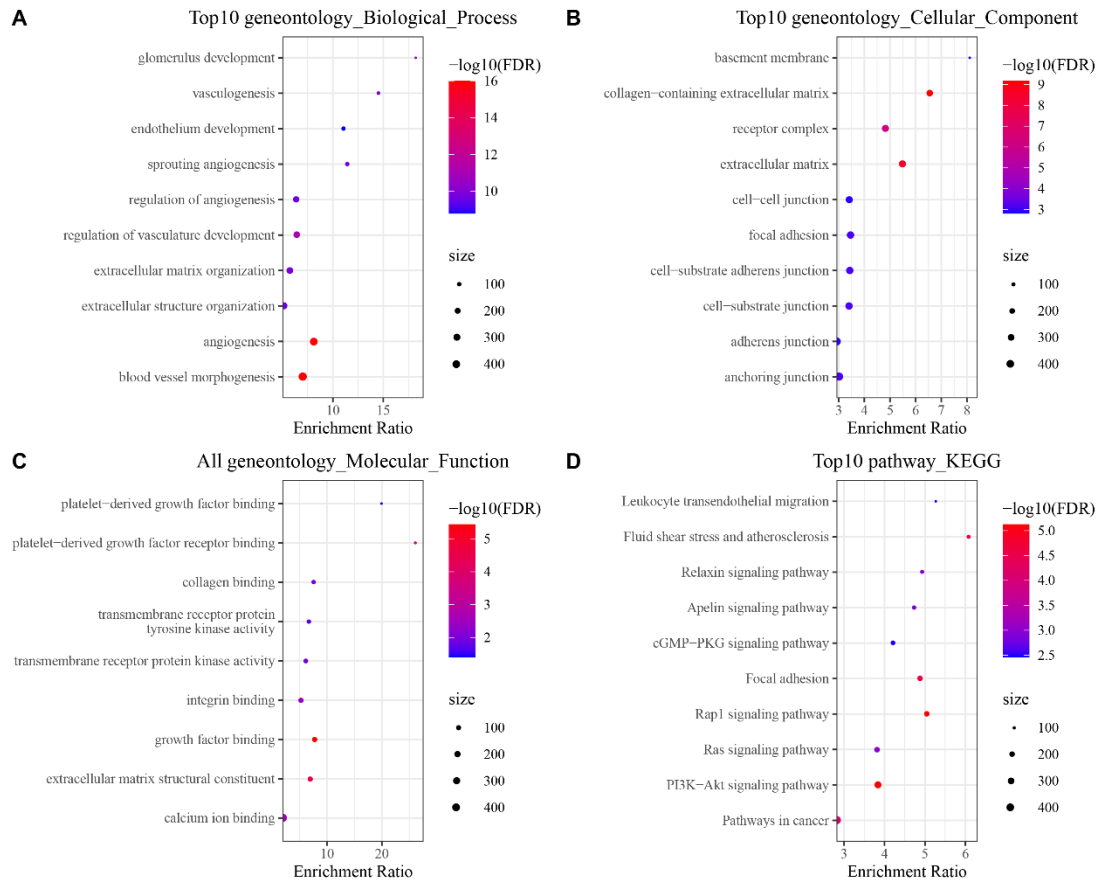 A
Top10 geneontology_Biological_Process
glomerulus development
vasculogenesis
endothelium development
sprouting angiogenesis
regulation of angiogenesis
regulation of vasculature development
extracellular matrix organization
extracellular structure organization
angiogenesis
blood vessel morphogenesis
10
15
Enrichment Ratio
−log10(FDR)
16
14
12
10
size
100
200
300
400
B
Top10 geneontology_Cellular_Component
basement membrane
collagen−containing extracellular matrix
receptor complex
extracellular matrix
cell−cell junction
focal adhesion
cell−substrate adherens junction
cell−substrate junction
adherens junction
anchoring junction
3 4 5 6 7 8
Enrichment Ratio
−log10(FDR)
9
8
7
6
5
4
3
size
100
200
300
400
C
All geneontology_Molecular_Function
platelet−derived growth factor binding
platelet−derived growth factor receptor binding
collagen binding
transmembrane receptor protein
tyrosine kinase activity
transmembrane receptor protein kinase activity
integrin binding
growth factor binding
extracellular matrix structural constituent
calcium ion binding
10
20
Enrichment Ratio
−log10(FDR)
5
4
3
2
size
100
200
300
400
D
Top10 pathway_KEGG
Leukocyte transendothelial migration
Fluid shear stress and atherosclerosis
Relaxin signaling pathway
Apelin signaling pathway
cGMP−PKG signaling pathway
Focal adhesion
Rap1 signaling pathway
Ras signaling pathway
PI3K−Akt signaling pathway
Pathways in cancer
3 4 5 6
Enrichment Ratio
−log10(FDR)
5.0
4.5
4.0
3.5
3.0
2.5
size
100
200
300
400